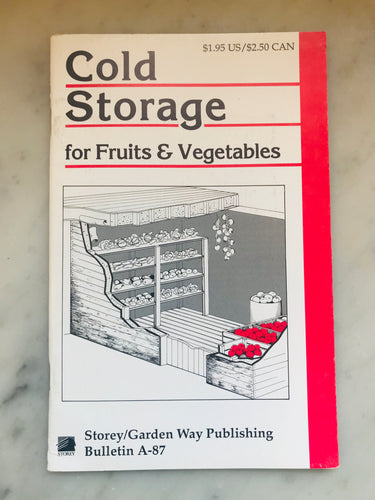 $1.95 US/$2.50 CAN
Cold
Storage
for Fruits & Vegetables
Storey/Garden Way Publishing
Bulletin A-87
STOREY